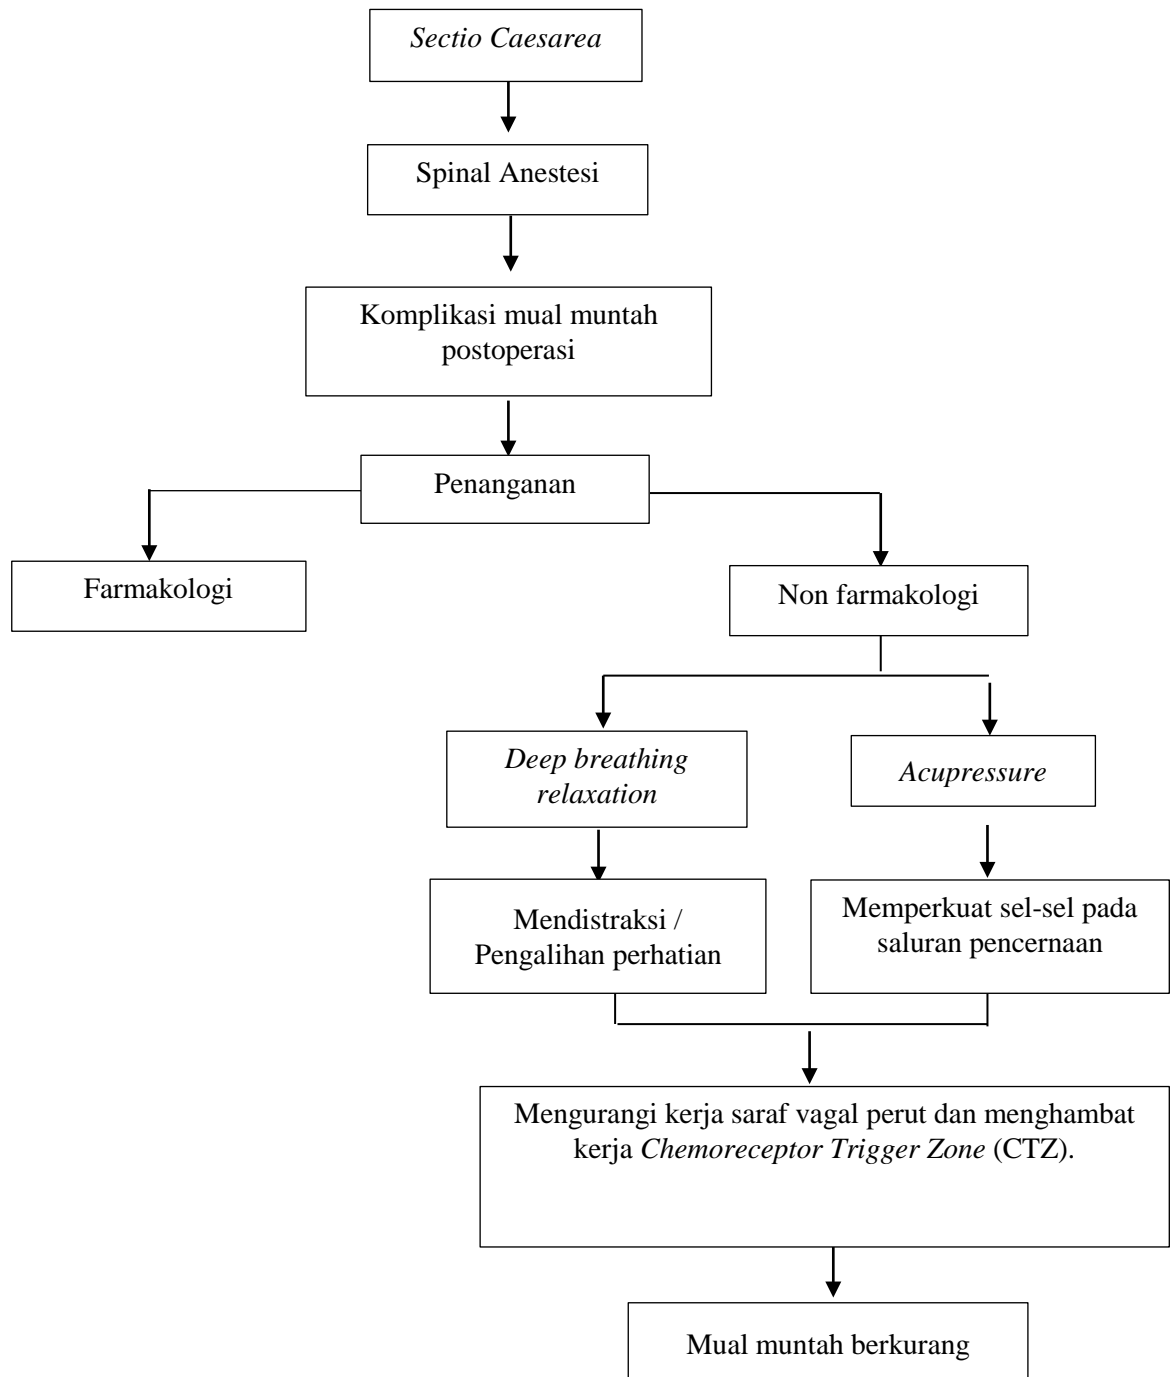 Sectio Caesarea
Spinal Anestesi
Komplikasi mual muntah
postoperasi
Penanganan
Farmakologi
Non farmakologi
Deep breathing
relaxation
Acupressure
Mendistraksi /
Pengalihan perhatian
Memperkuat sel-sel pada
saluran pencernaan
Mengurangi kerja saraf vagal perut dan menghambat
kerja Chemoreceptor Trigger Zone (CTZ).
Mual muntah berkurang